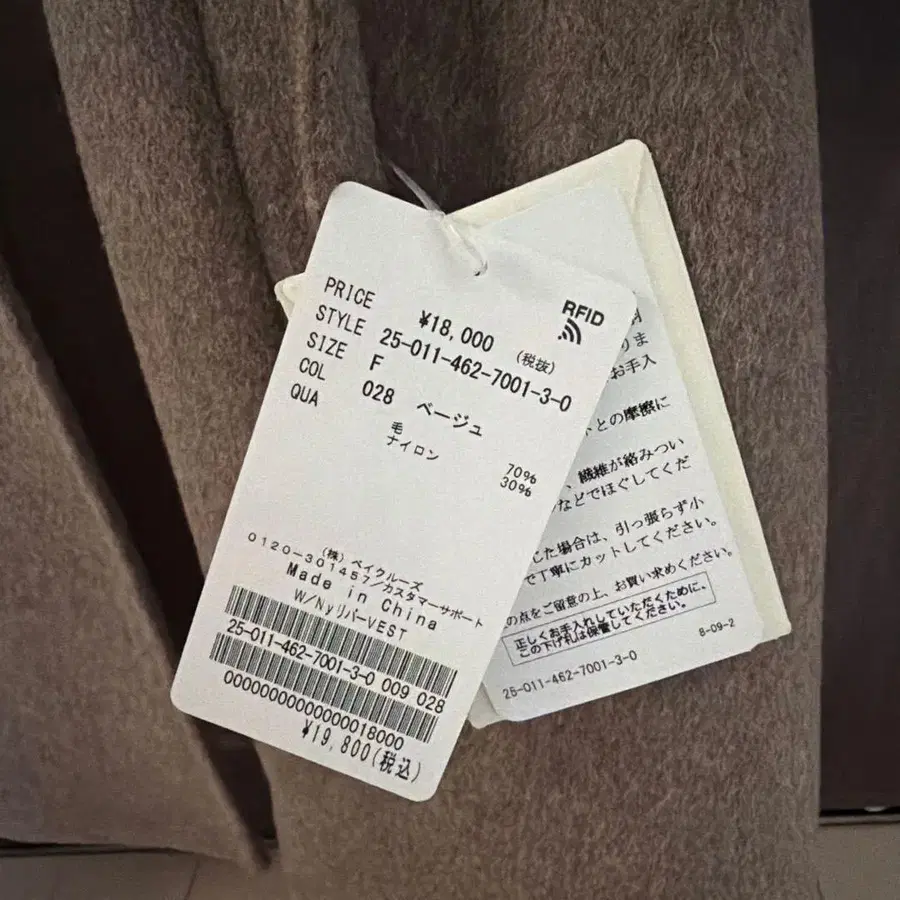 PRICE ¥18,000 (税抜)
STYLE 25-011-462-7001-3-0
SIZE F
COL 028 ベージュ
QUA 毛 70%
ナイロン 30%
RFID
(株) ベイクルーズ
0120-301457/カスタマーサポート
Made in China
W/NyリバーVEST
25-011-462-7001-3-0 009 028
0000000000000018000
¥19,800(税込)
りま
お手入
トとの摩擦に
、繊維が絡みつい
などでほぐしてくだ
じた場合は、引っ張らず小
で丁寧にカットしてください。
の点をご留意の上、お買い求めください。
正しくお手入れしていただくために、
この下げ札は保管してください。
8-09-2
25-011-462-7001-3-0